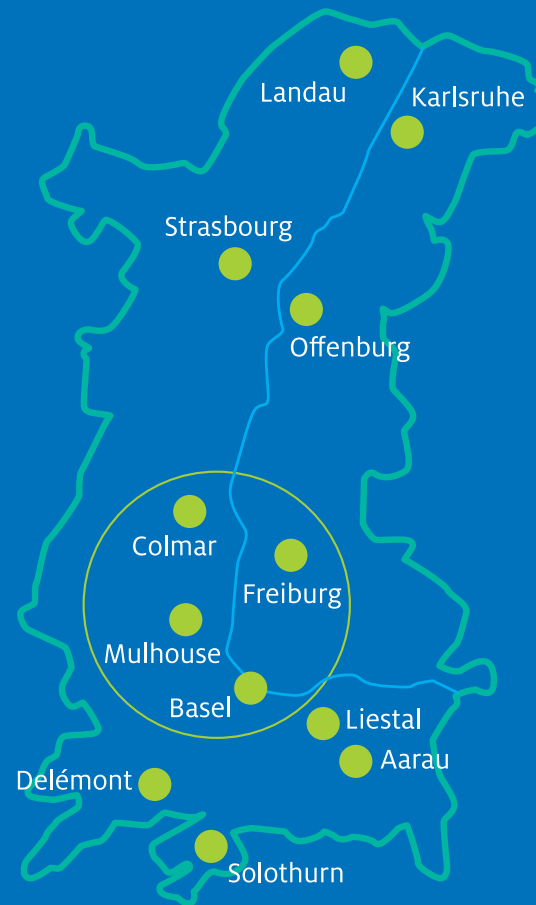 Landau
Karlsruhe
Strasbourg
Offenburg
Colmar
Freiburg
Mulhouse
Basel
Liestal
Aarau
Delémont
Solothurn